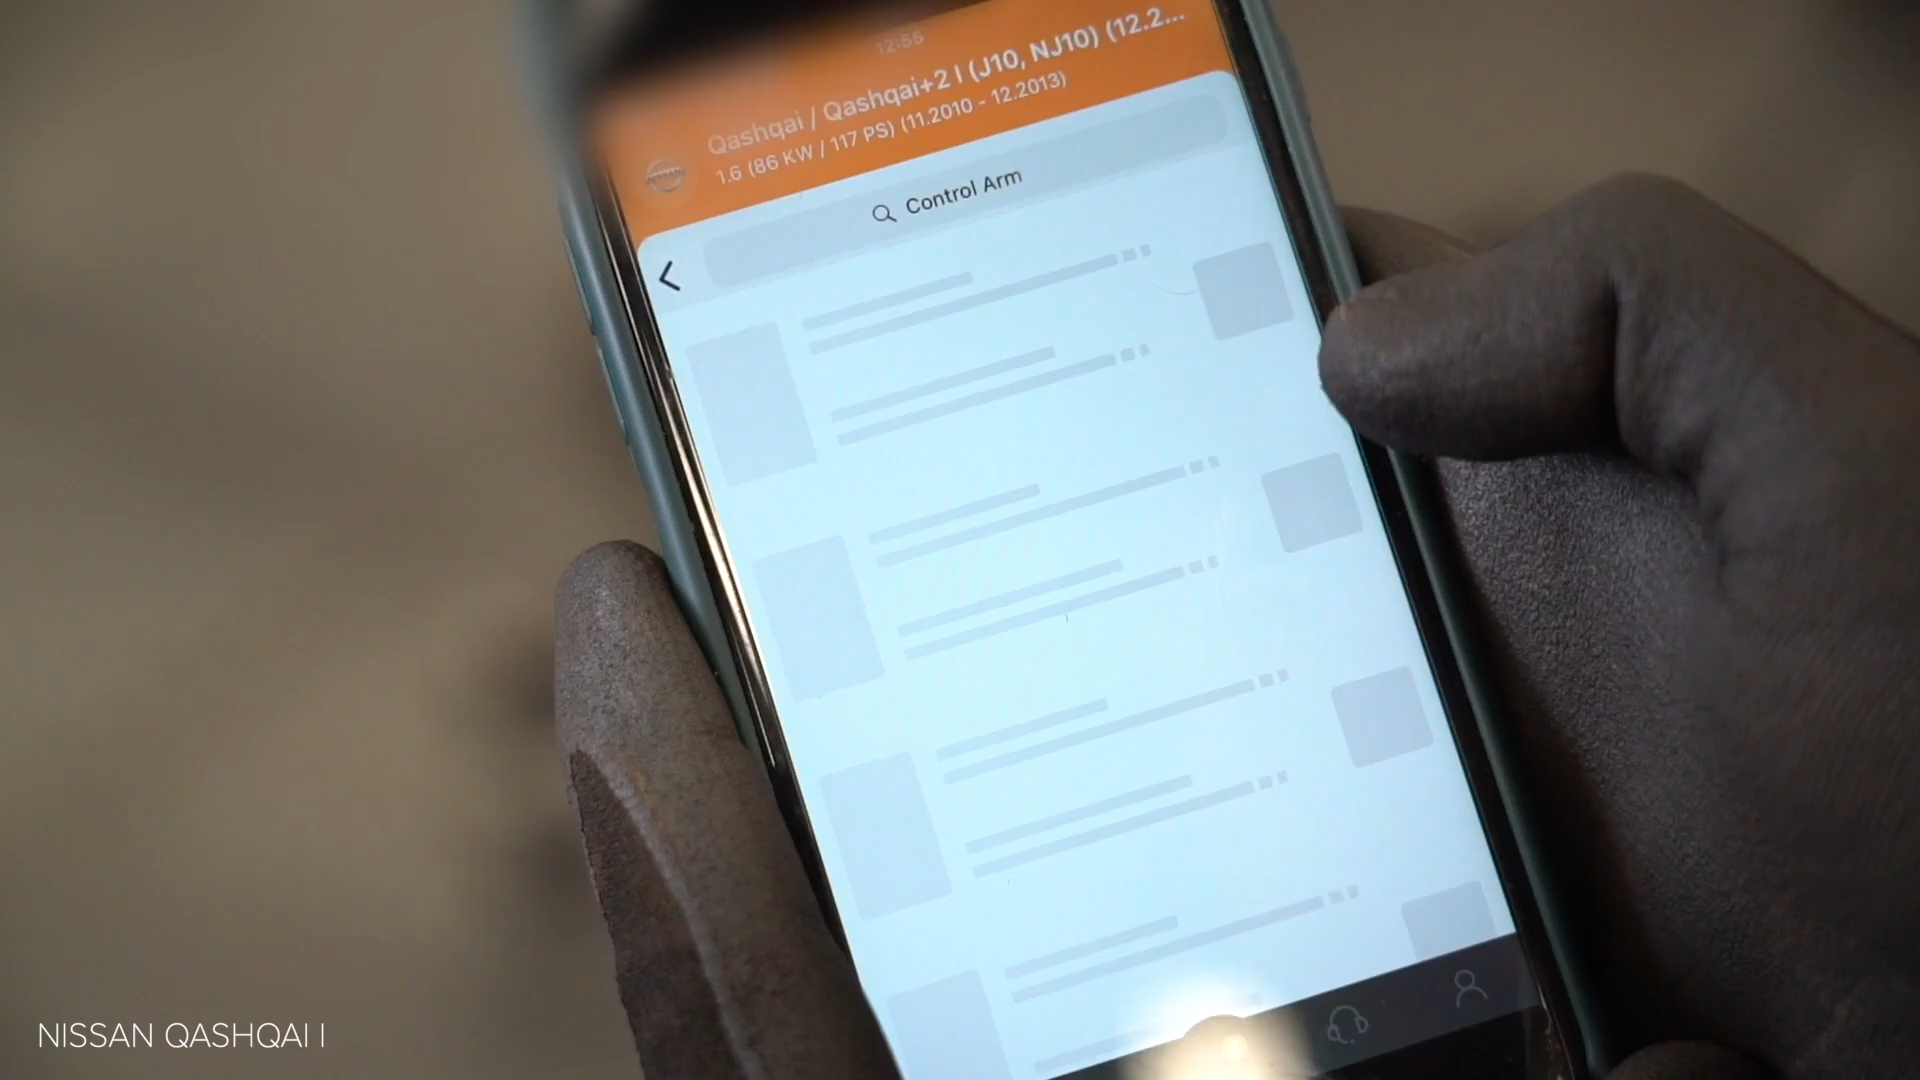 12:55
Qashqai / Qashqai+2 I (J10, NJ10) (12.2...
1.6 (86 KW / 117 PS) (11.2010 - 12.2013)
NISSAN
Control Arm
NISSAN QASHQAI I